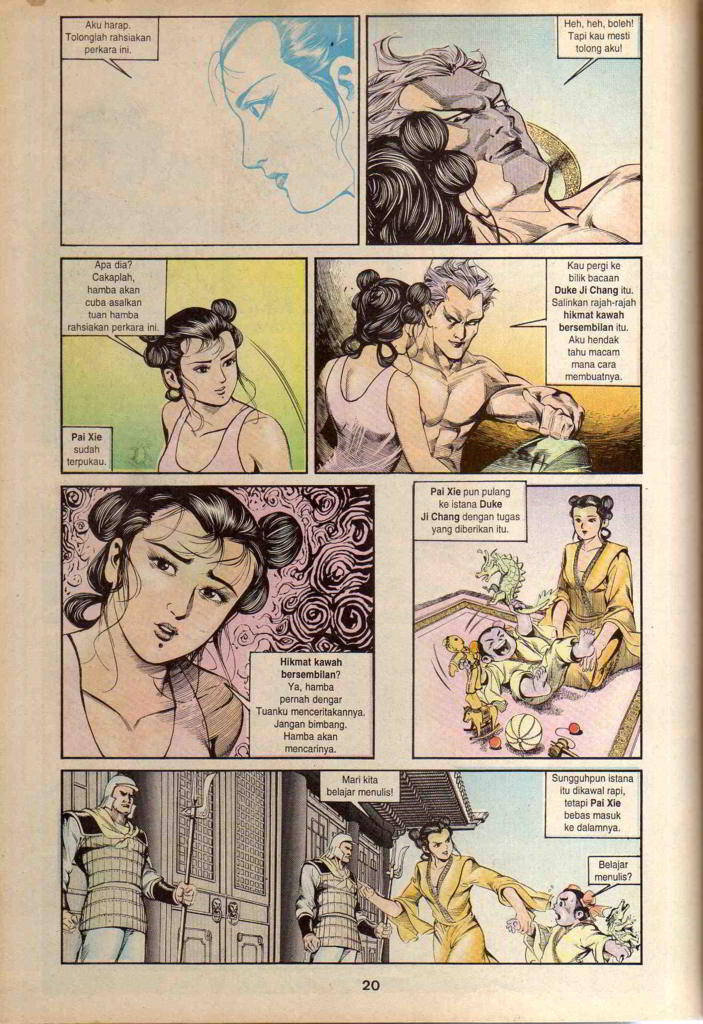 Aku harap.
Tolonglah rahsiakan
perkara ini.
Heh, heh, boleh!
Tapi kau mesti
tolong aku!
Apa dia?
Cakaplah,
hamba akan
cuba asalkan
tuan hamba
rahsiakan perkara ini.
Pai Xie
sudah
terpukau.
Kau pergi ke
bilik bacaan
Duke Ji Chang itu.
Salinkan rajah-rajah
hikmat kawah
bersembilan itu.
Aku hendak
tahu macam
mana cara
membuatnya.
Hikmat kawah
bersembilan?
Ya, hamba
pernah dengar
Tuanku menceritakannya.
Jangan bimbang.
Hamba akan
mencarinya.
Pai Xie pun pulang
ke istana Duke
Ji Chang dengan tugas
yang diberikan itu.
Mari kita
belajar menulis!
Sungguhpun istana
itu dikawal rapi,
tetapi Pai Xie
bebas masuk
ke dalamnya.
Belajar
menulis?
20